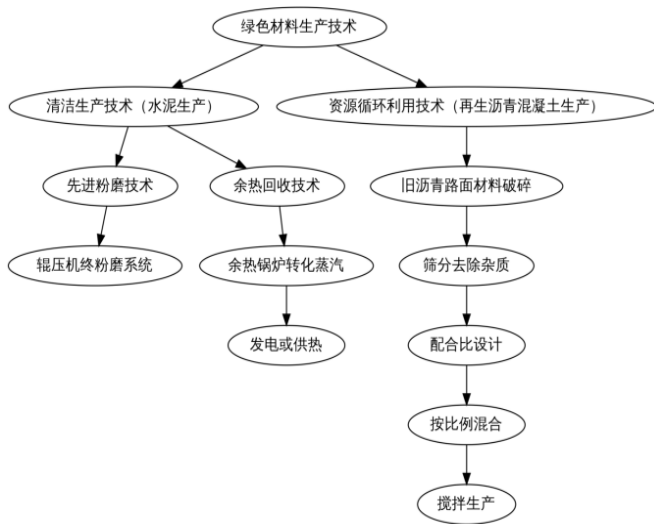 绿色材料生产技术
清洁生产技术（水泥生产）
资源循环利用技术（再生沥青混凝土生产）
先进粉磨技术
余热回收技术
旧沥青路面材料破碎
辊压机终粉磨系统
余热锅炉转化蒸汽
筛分去除杂质
发电或供热
配合比设计
按比例混合
搅拌生产